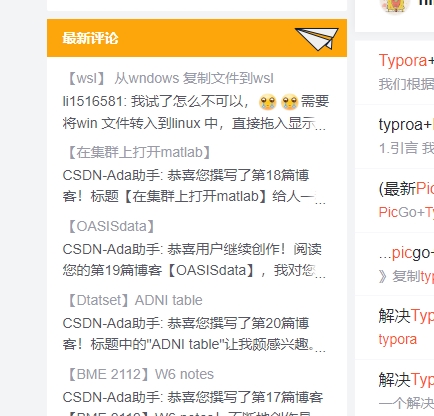 最新评论
【wsl】 从wndows 复制文件到wsl
li1516581: 我试了怎么不可以，需要
将win 文件转入到linux 中，直接拖入显示...
【在集群上打开matlab】
CSDN-Ada助手: 恭喜您撰写了第18篇博
客！标题【在集群上打开matlab】给人一...
【OASISdata】
CSDN-Ada助手: 恭喜用户继续创作！阅读
您的第19篇博客【OASISdata】，我对您...
【Dtatset】ADNI table
CSDN-Ada助手: 恭喜您撰写了第20篇博
客！标题中的"ADNI table"让我颇感兴趣。...
【BME 2112】W6 notes
CSDN-Ada助手: 恭喜您撰写了第17篇博客
Typora+
我们根据
typroa+
1.引言 我
(最新Pic
PicGo+Ty
...picgo
》复制typ
解决Typ
typora
解决Typ
一个解决